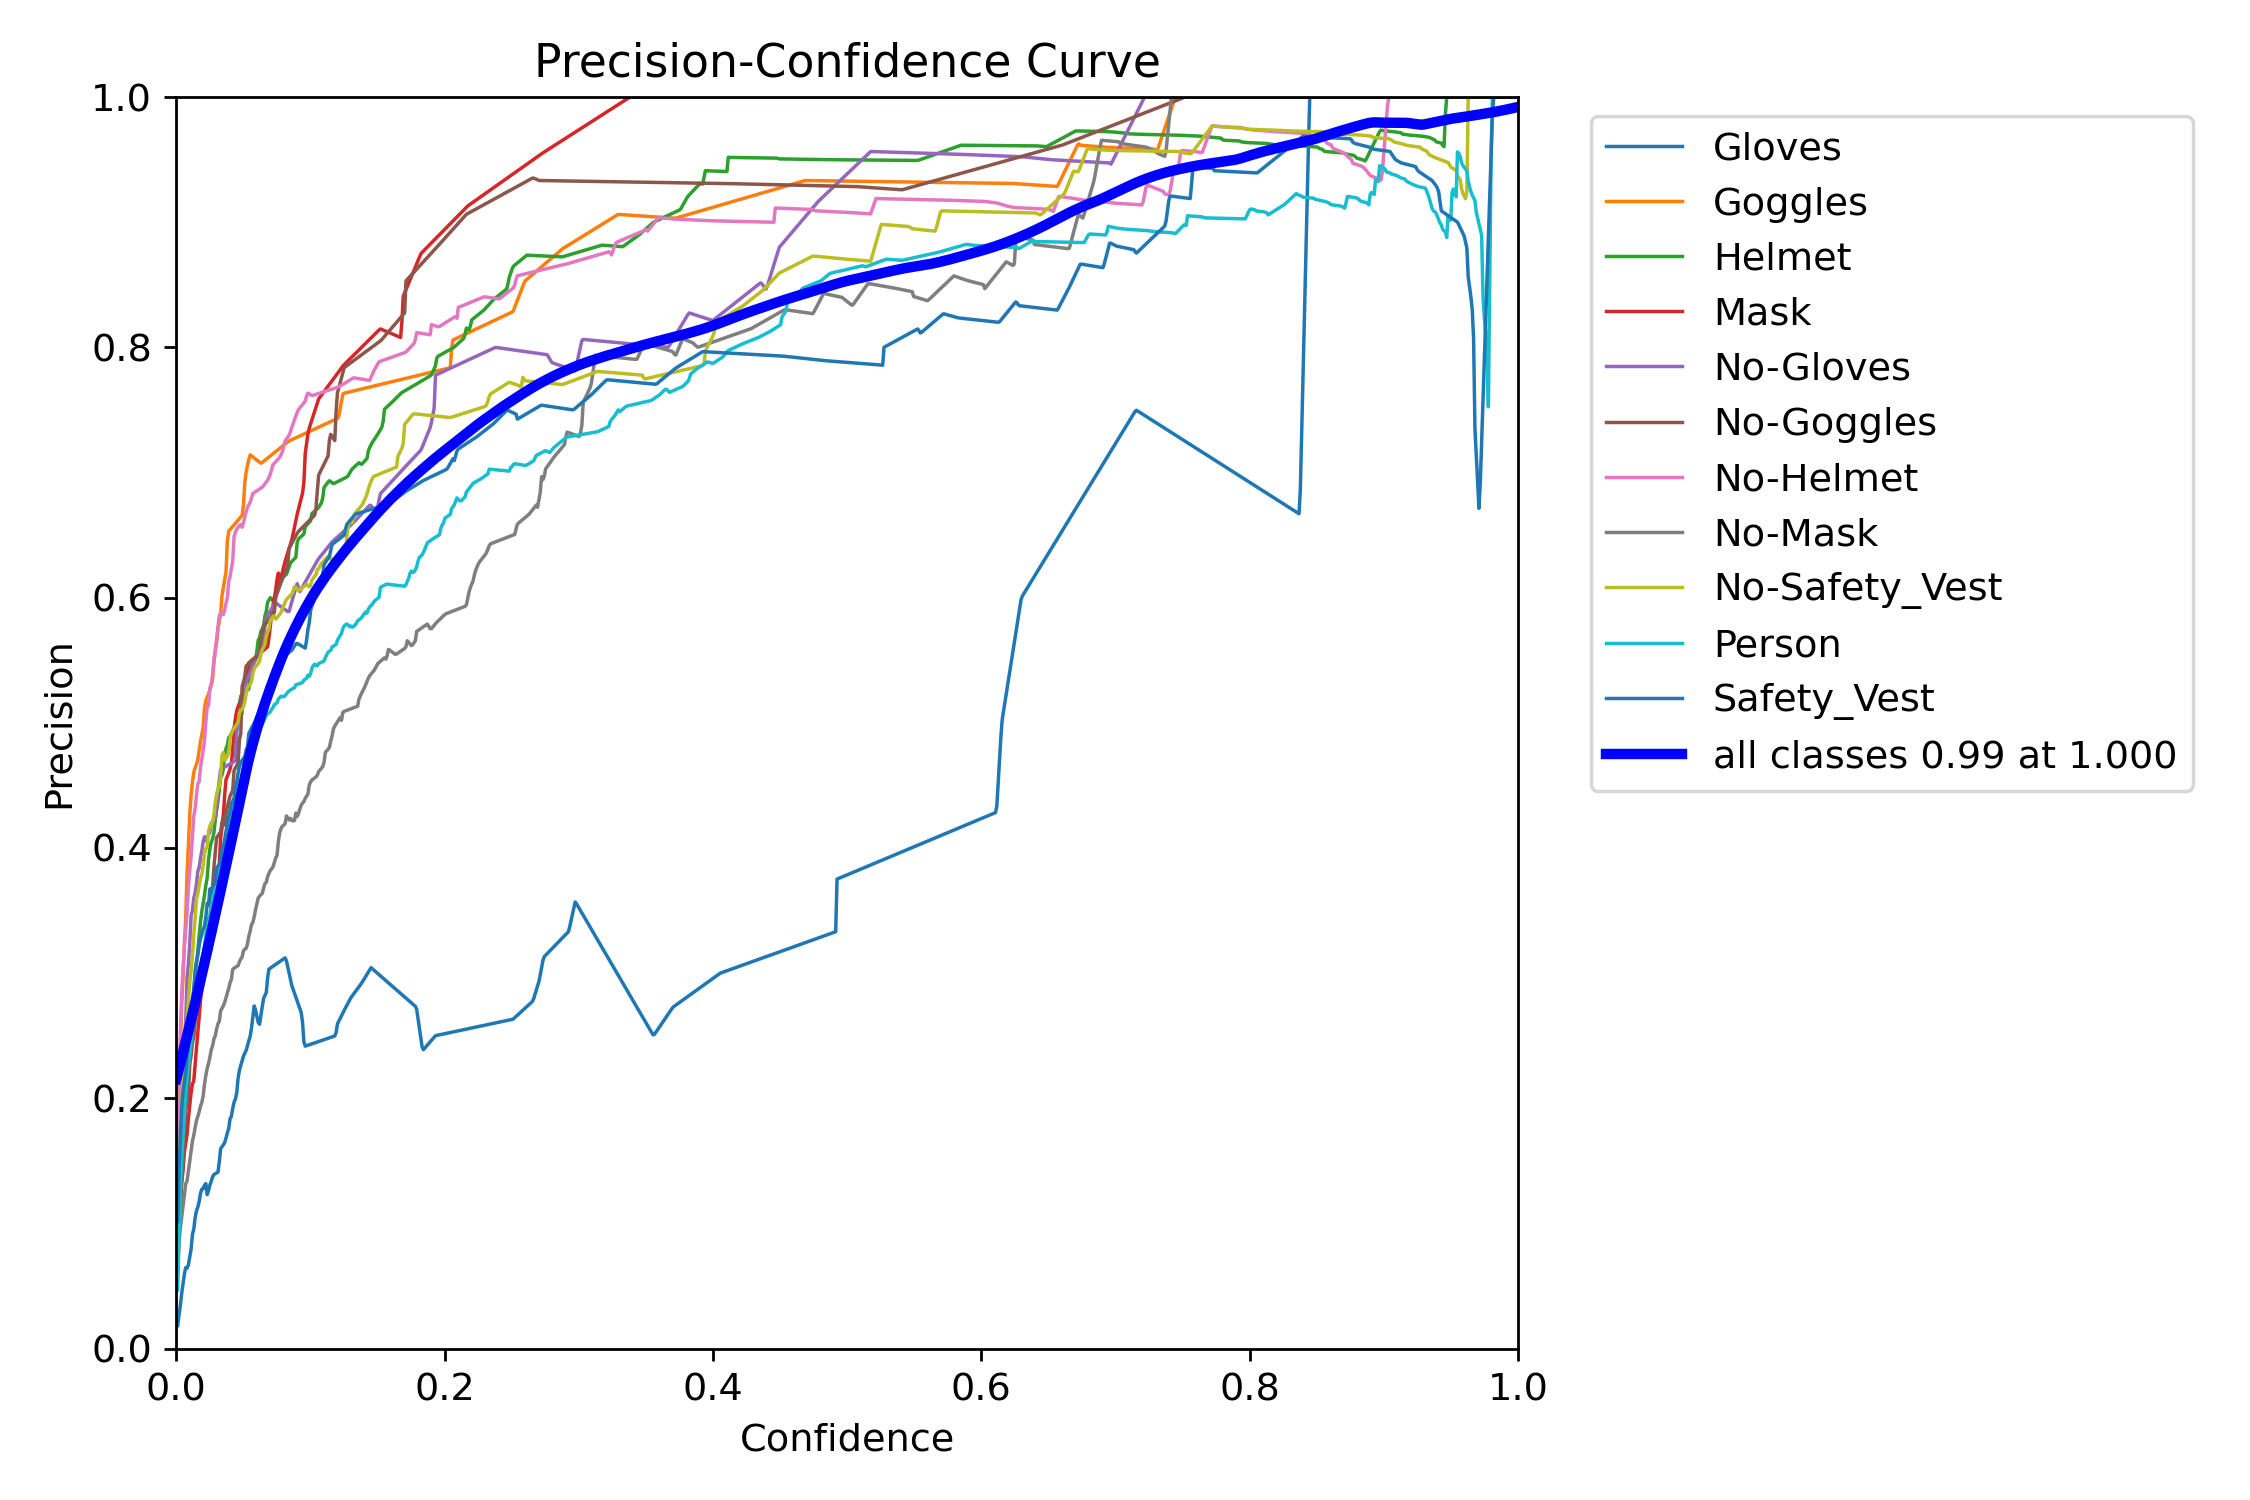 Precision-Confidence Curve
1.0
0.8
0.6
0.4
0.2
0.0
Precision
0.0 0.2 0.4 0.6 0.8 1.0
Confidence
Gloves
Goggles
Helmet
Mask
No-Gloves
No-Goggles
No-Helmet
No-Mask
No-Safety_Vest
Person
Safety_Vest
all classes 0.99 at 1.000